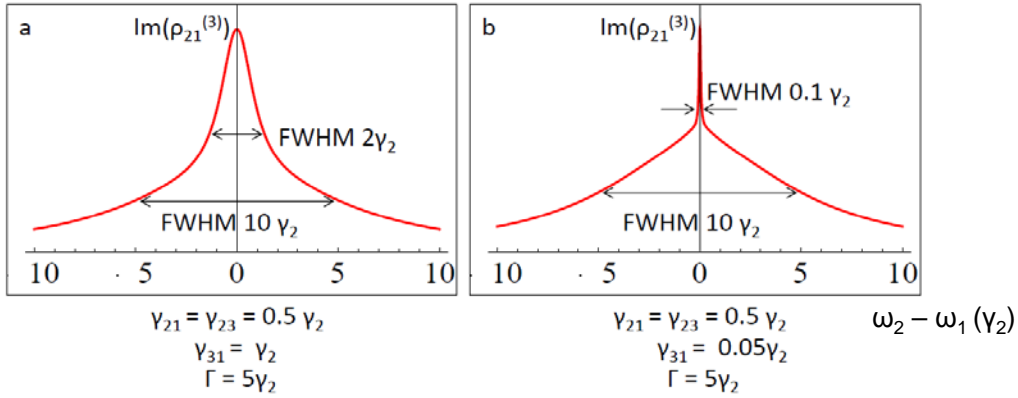 a
Im(ρ₂₁⁽³⁾)
FWHM 2γ₂
FWHM 10 γ₂
10 . 5 0 5 10
γ₂₁ = γ₂₃ = 0.5 γ₂
γ₃₁ = γ₂
Γ = 5γ₂
b
Im(ρ₂₁⁽³⁾)
FWHM 0.1 γ₂
FWHM 10 γ₂
10 . 5 0 5 10
γ₂₁ = γ₂₃ = 0.5 γ₂
γ₃₁ = 0.05γ₂
Γ = 5γ₂
ω₂ – ω₁ (γ₂)